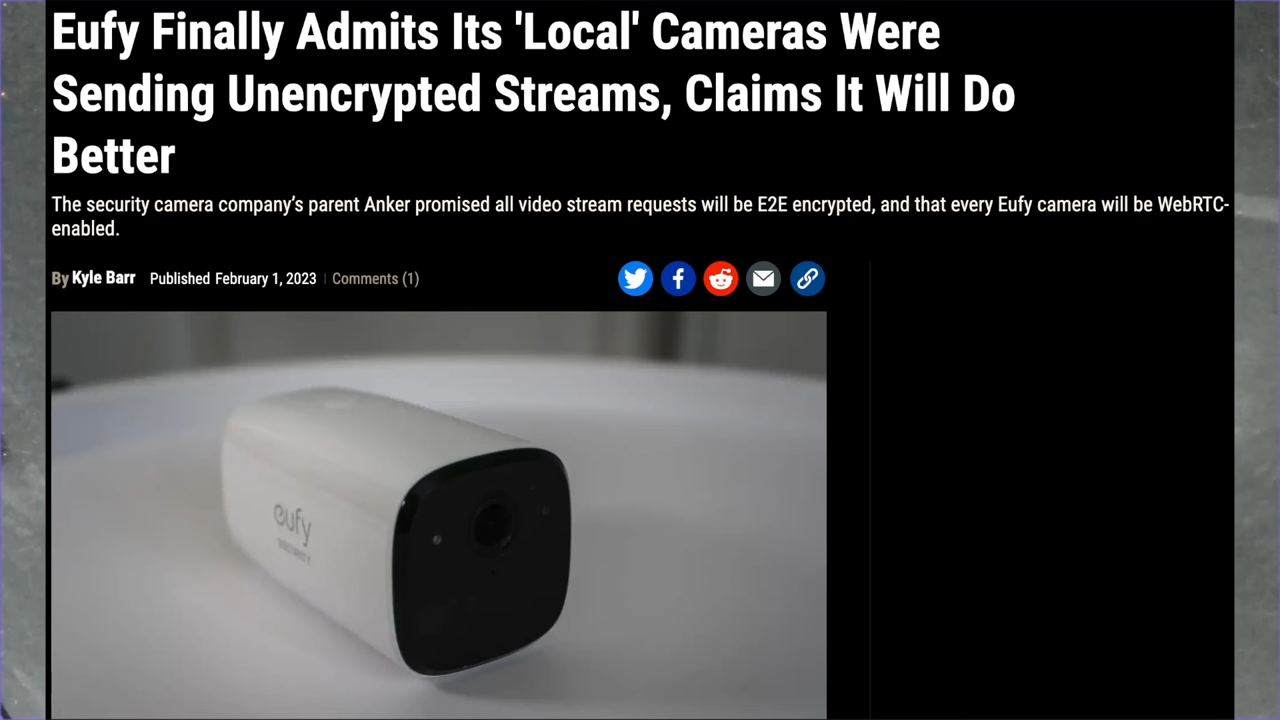 Eufy Finally Admits Its 'Local' Cameras Were
Sending Unencrypted Streams, Claims It Will Do
Better
The security camera company's parent Anker promised all video stream requests will be E2E encrypted, and that every Eufy camera will be WebRTC-
enabled.
By Kyle Barr Published February 1, 2023 Comments (1)
eufy
SECURITY